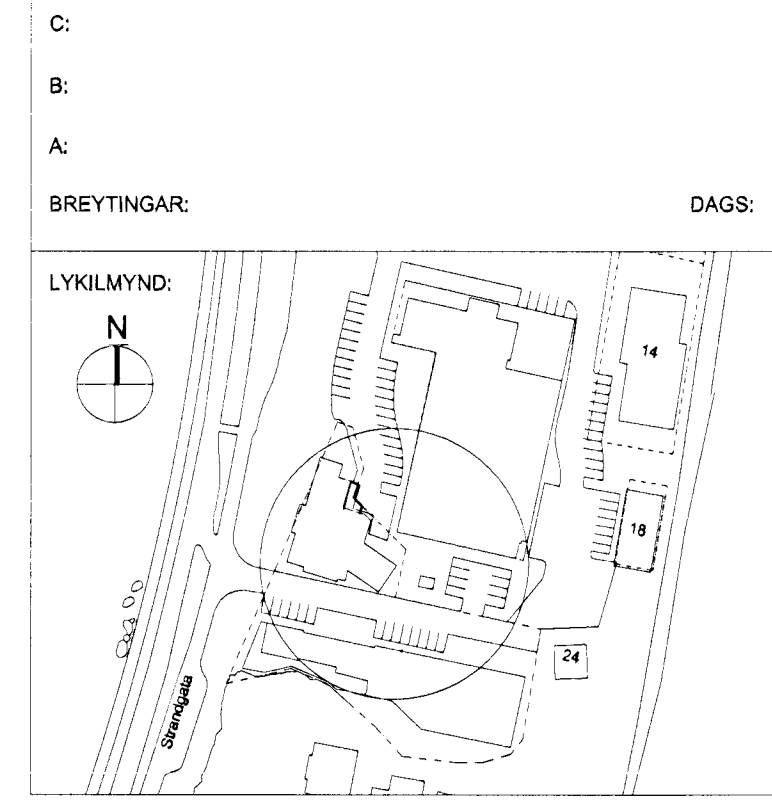 C:
B:
A:
BREYTINGAR: DAGS:
LYKILMYND:
N
14
18
24
Strandgata